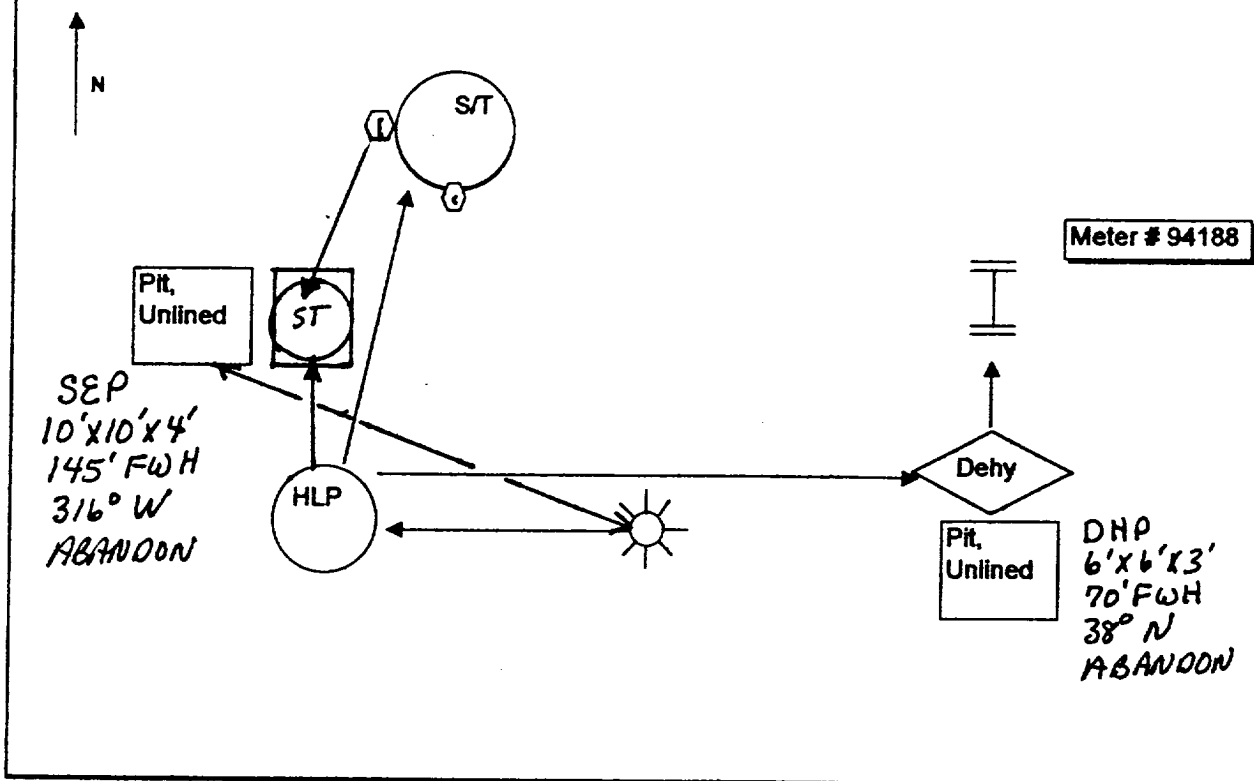 N
S/T
Meter # 94188
Pit,
Unlined
ST
SEP
10'X10'X4'
145' FWH
316° W
ABANDON
HLP
Dehy
Pit,
Unlined
DHP
6'X6'X3'
70' FWH
38° N
ABANDON